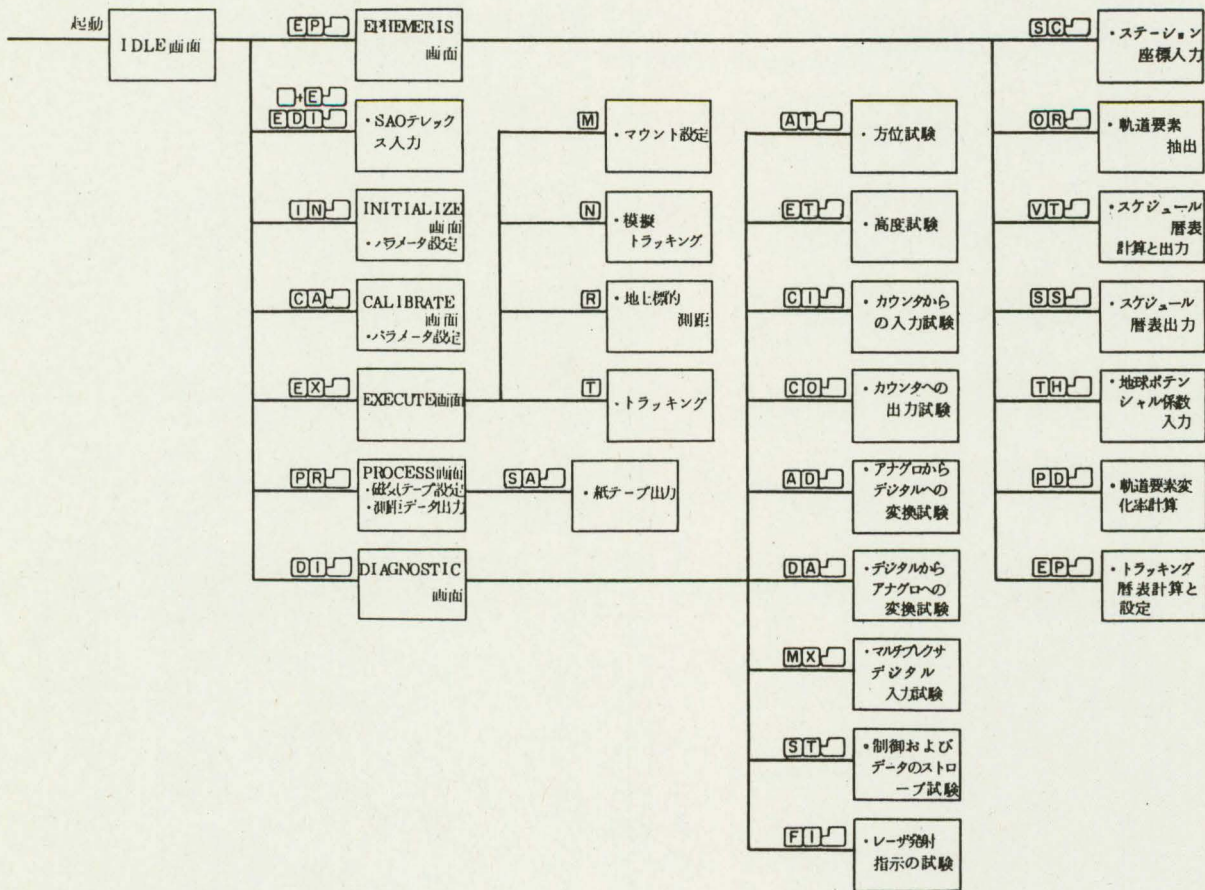 起動
IDLE画面
EP
EPHEMERIS
画面
+E
EDI
・SAOテレック
ス入力
IN
INITIALIZE
画面
・パラメータ設定
CA
CALIBRATE
画面
・パラメータ設定
EX
EXECUTE画面
PR
PROCESS画面
・磁気テープ設定
・測距データ出力
DI
DIAGNOSTIC
画面
M
・マウント設定
N
・模擬
トラッキング
R
・地上標的
測距
T
・トラッキング
SA
・紙テープ出力
AT
・方位試験
ET
・高度試験
CI
・カウンタから
の入力試験
CO
・カウンタへの
出力試験
AD
・アナグロから
デジタルへの
変換試験
DA
・デジタルから
アナグロへの
変換試験
MX
・マルチプレクサ
デジタル
入力試験
ST
・制御および
データのストロ
ーブ試験
FI
・レーザ発射
指示の試験
SC
・ステーション
座標入力
OR
・軌道要素
抽出
VT
・スケジュール
暦表
計算と出力
SS
・スケジュール
暦表出力
TH
・地球ポテン
シャル係数
入力
PD
・軌道要素変
化率計算
EP
・トラッキング
暦表計算と
設定